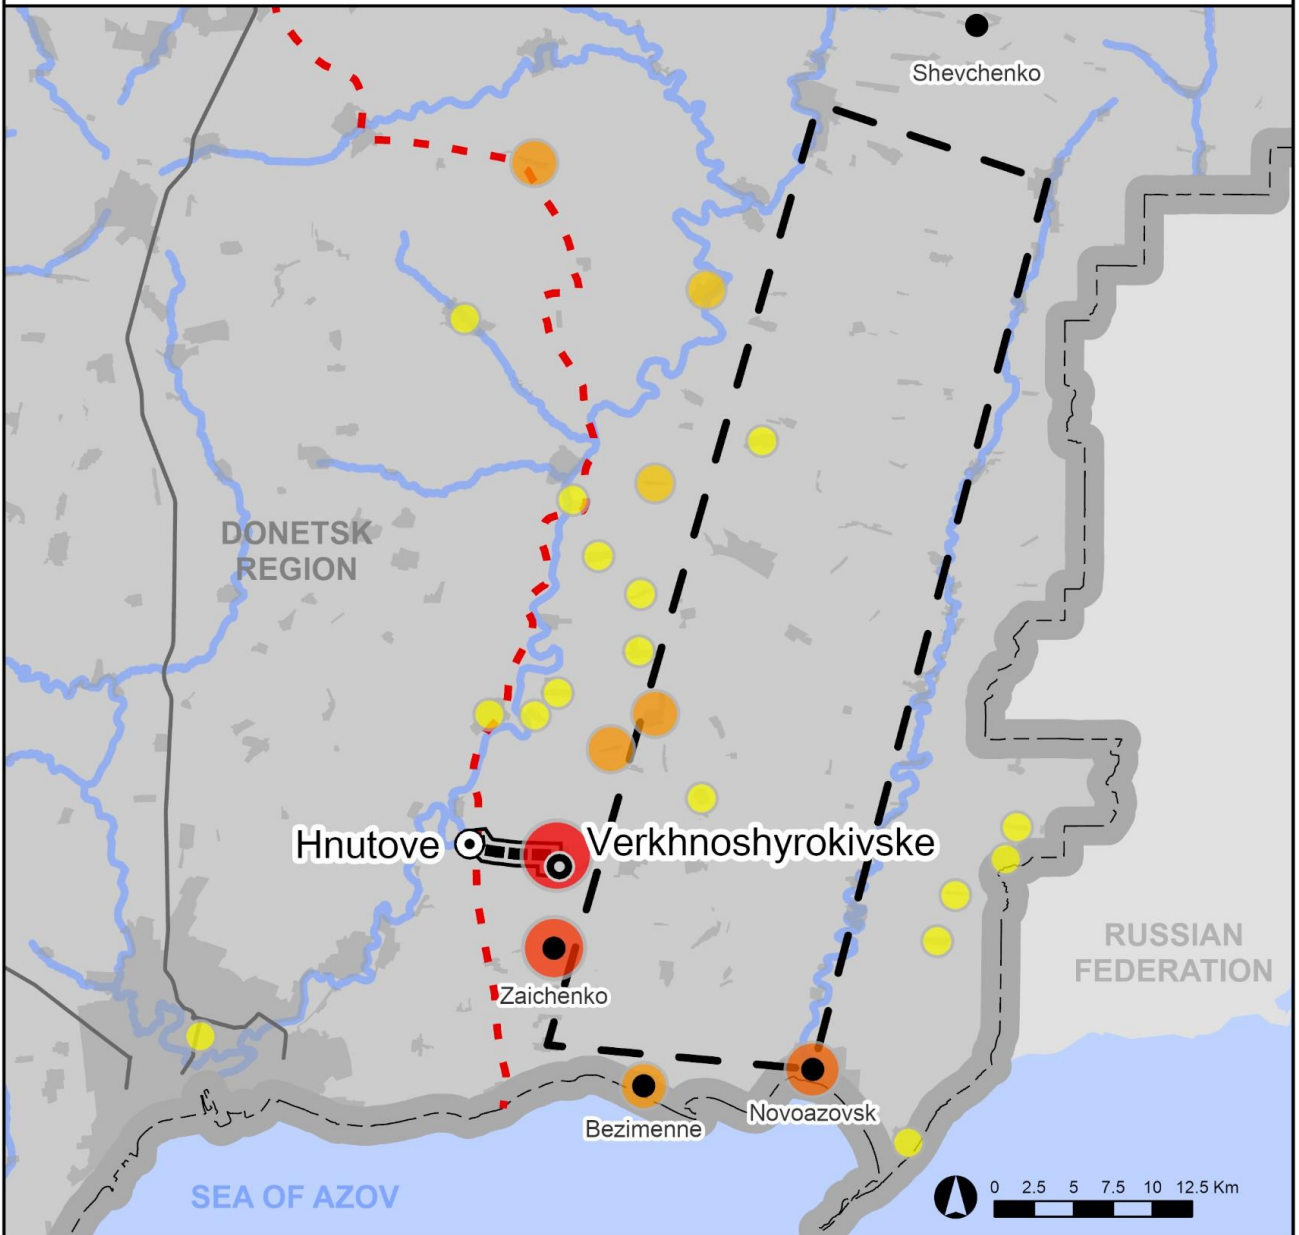 Shevchenko
DONETSK
REGION
Hnutove
Verkhnoshyrokivske
RUSSIAN
FEDERATION
Zaichenko
Bezimenne
Novoazovsk
SEA OF AZOV
0 2.5 5 7.5 10 12.5 Km